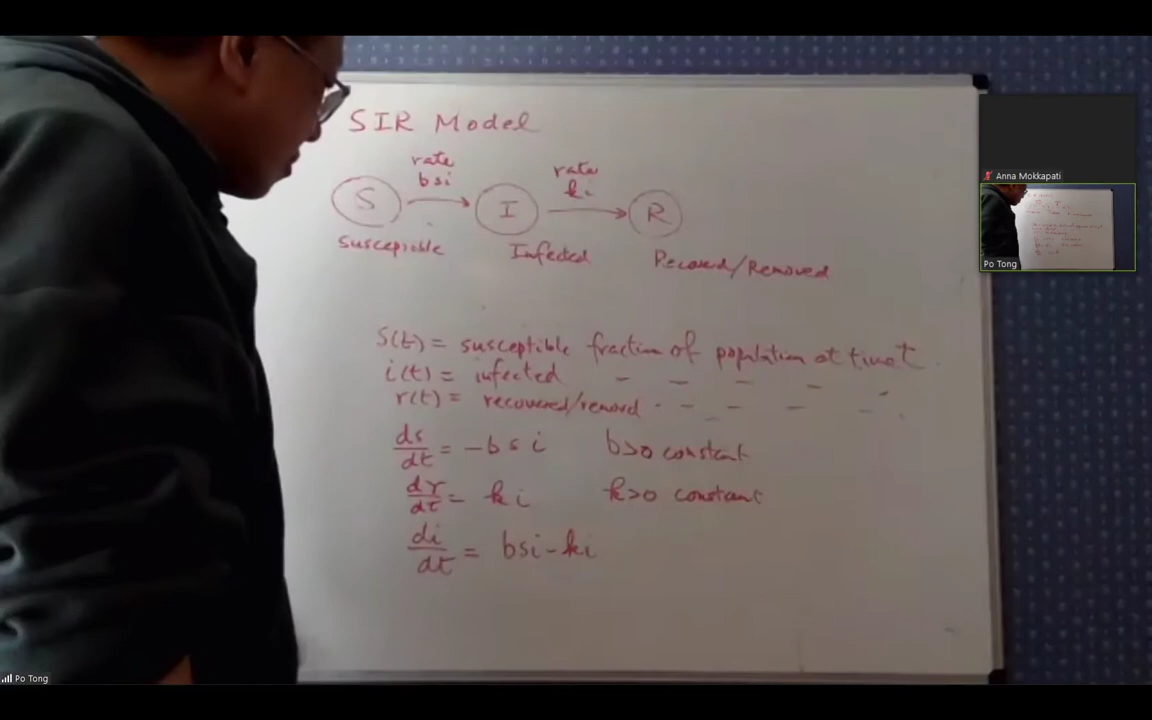 SIR Model
rate
bsi
rate
ki
S
I
R
Susceptible
Infected
Recovered/Removed
S(t) = susceptible fraction of population at time t.
i(t) = infected - - - - -
r(t) = recovered/removed - - - - -
ds/dt = -bsi b>0 constant
dr/dt = ki k>0 constant
di/dt = bsi-ki
Anna Mokkapati
Po Tong
Po Tong